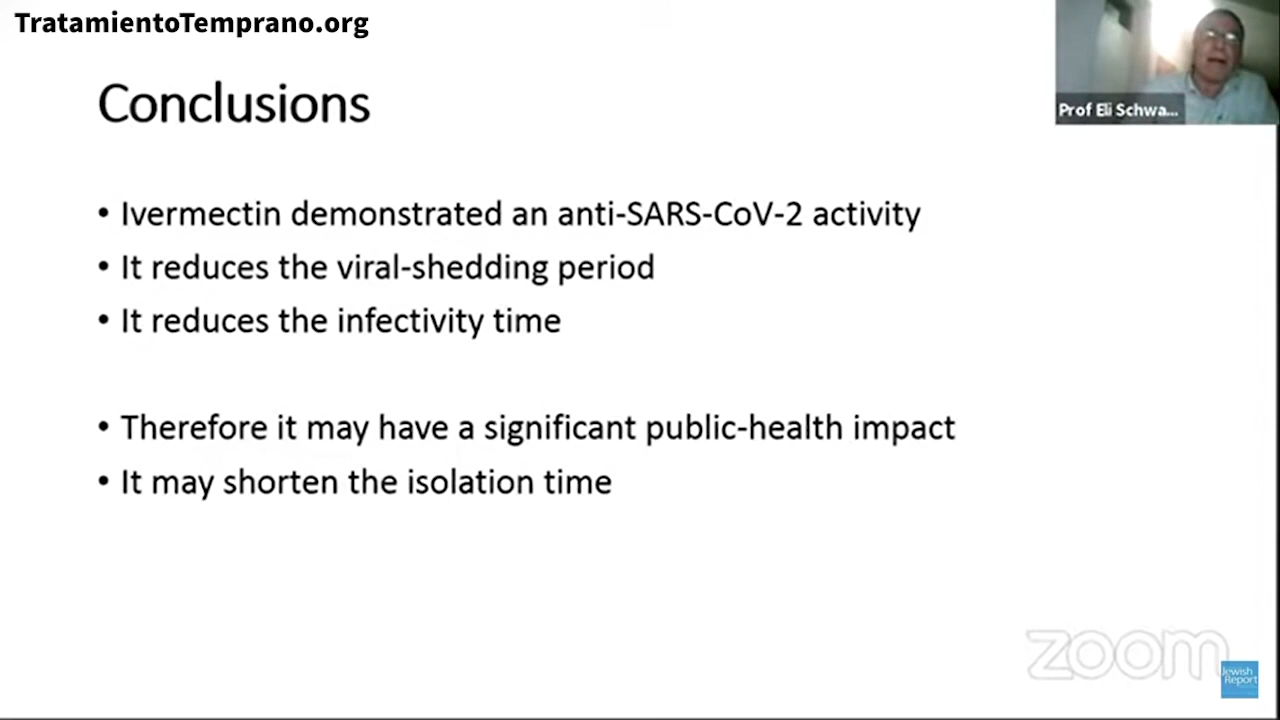 TratamientoTemprano.org
Prof Eli Schwa...
Conclusions
• Ivermectin demonstrated an anti-SARS-CoV-2 activity
• It reduces the viral-shedding period
• It reduces the infectivity time
• Therefore it may have a significant public-health impact
• It may shorten the isolation time
zoom
Jewish
Report